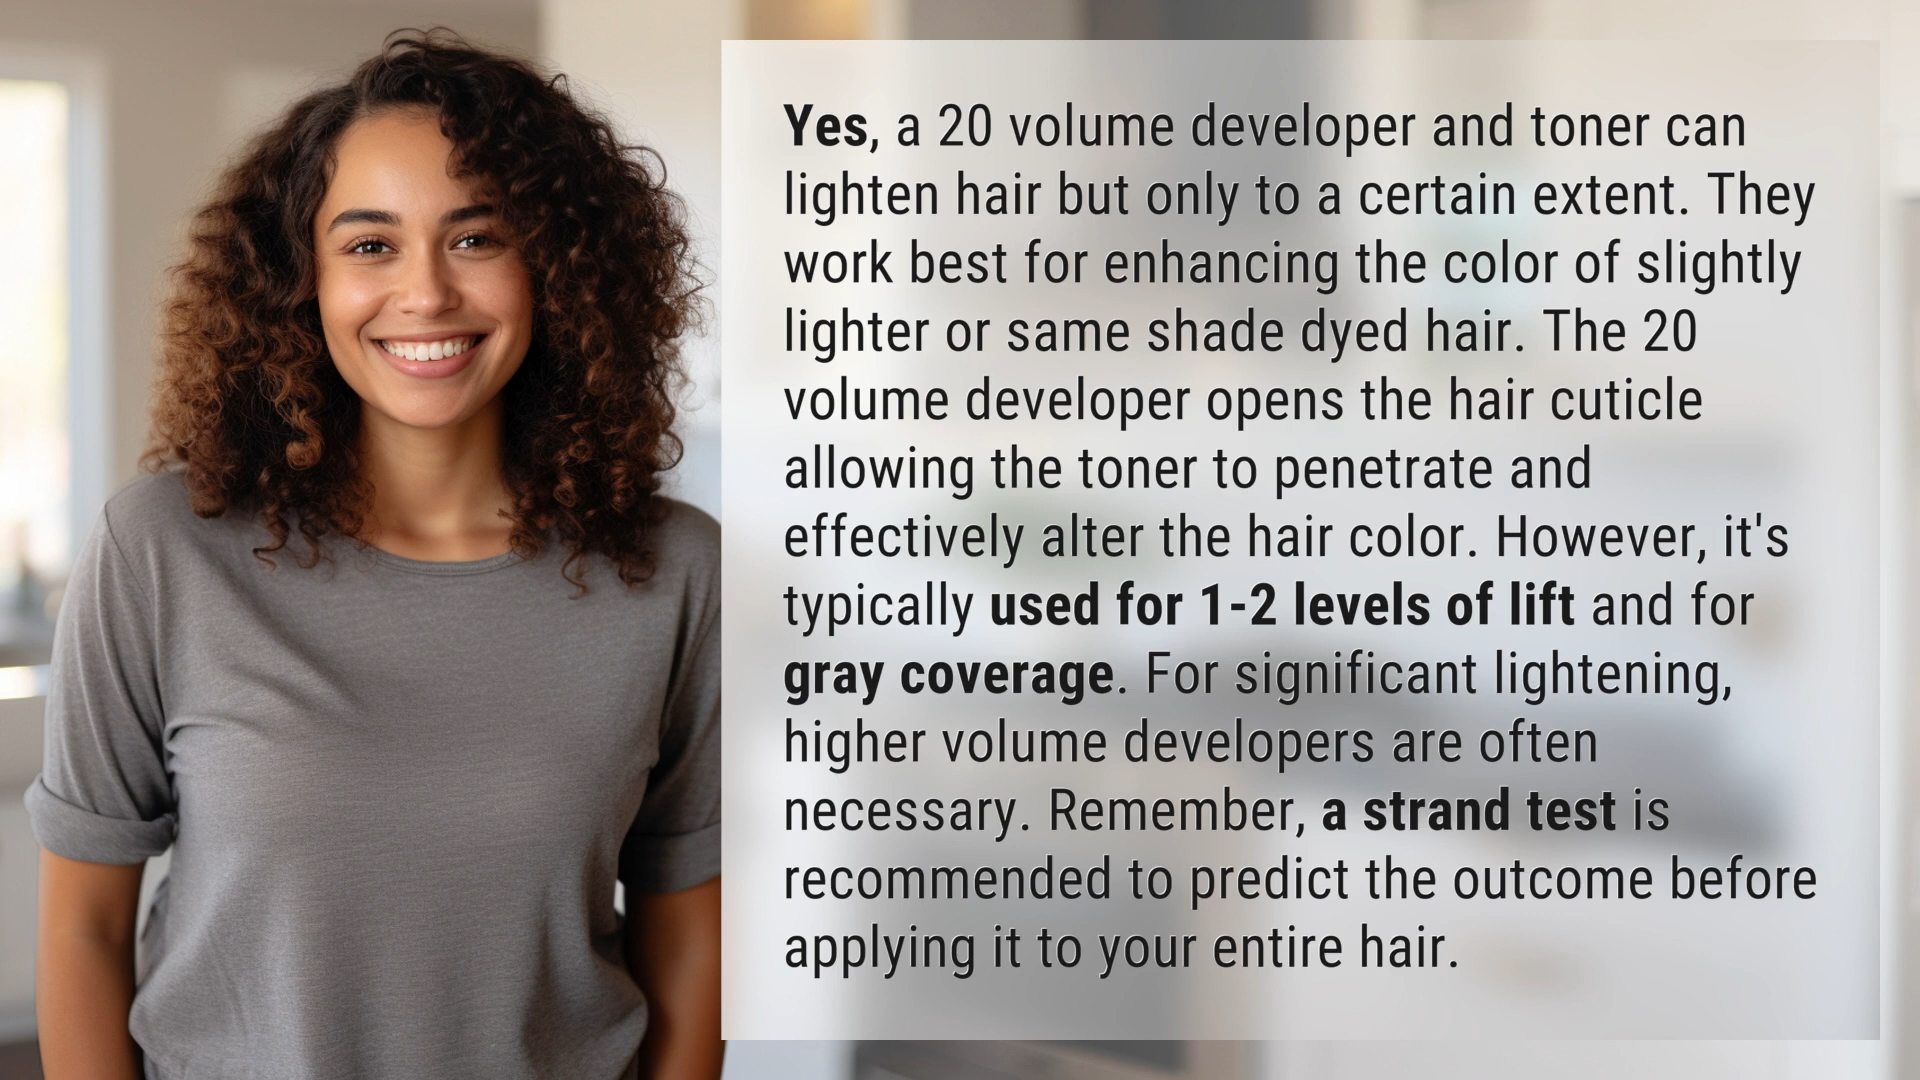 Yes, a 20 volume developer and toner can
lighten hair but only to a certain extent. They
work best for enhancing the color of slightly
lighter or same shade dyed hair. The 20
volume developer opens the hair cuticle
allowing the toner to penetrate and
effectively alter the hair color. However, it's
typically used for 1-2 levels of lift and for
gray coverage. For significant lightening,
higher volume developers are often
necessary. Remember, a strand test is
recommended to predict the outcome before
applying it to your entire hair.